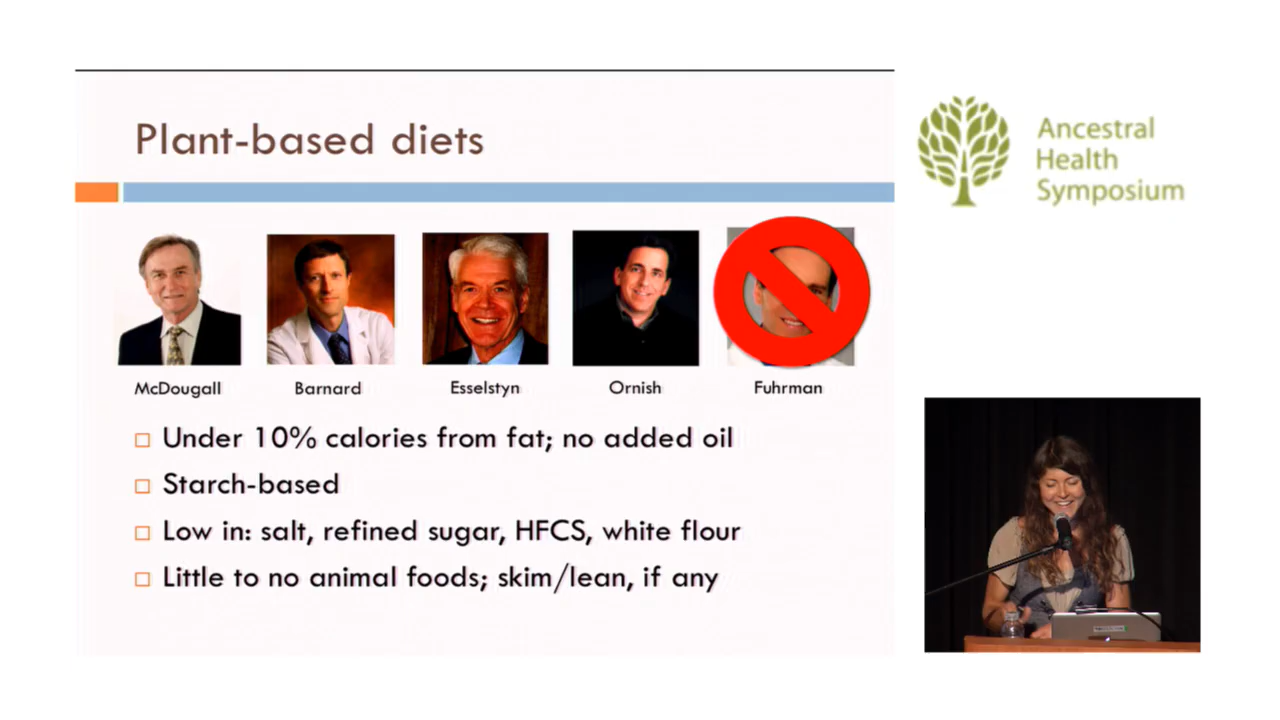 Plant-based diets
Ancestral
Health
Symposium
McDougall
Barnard
Esselstyn
Ornish
Fuhrman
Under 10% calories from fat; no added oil
Starch-based
Low in: salt, refined sugar, HFCS, white flour
Little to no animal foods; skim/lean, if any